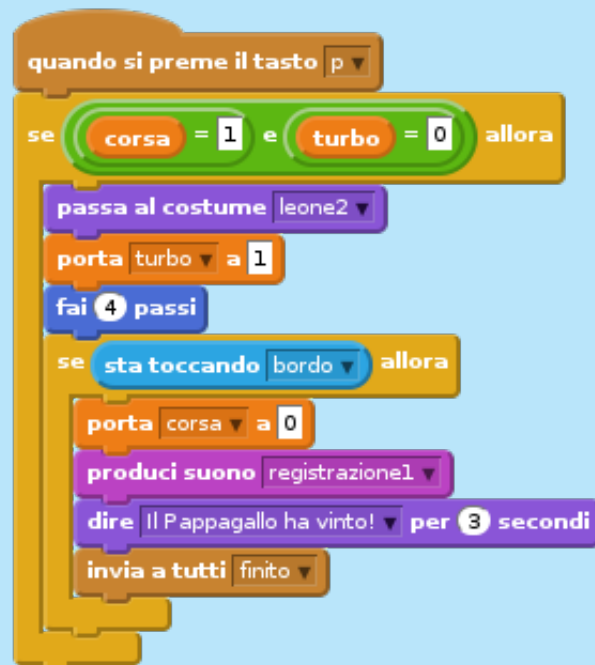 quando si preme il tasto p
se corsa = 1 e turbo = 0 allora
passa al costume leone2
porta turbo a 1
fai 4 passi
se sta toccando bordo allora
porta corsa a 0
produci suono registrazione1
dire Il Pappagallo ha vinto! per 3 secondi
invia a tutti finito